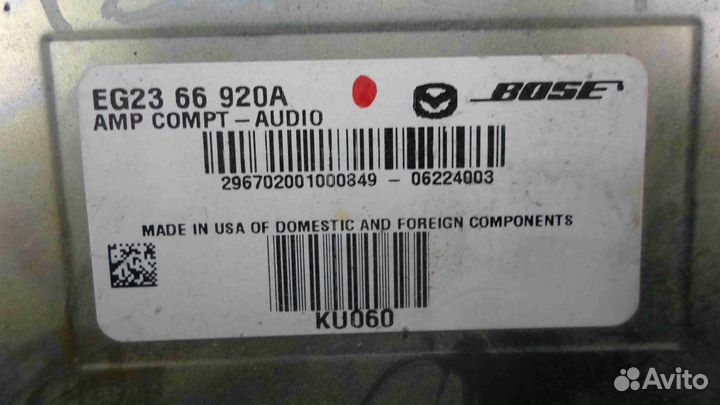 EG23 66 920A
BOSE
AMP COMPT – AUDIO
296702001000849 – 06224003
MADE IN USA OF DOMESTIC AND FOREIGN COMPONENTS
KU060
Avito